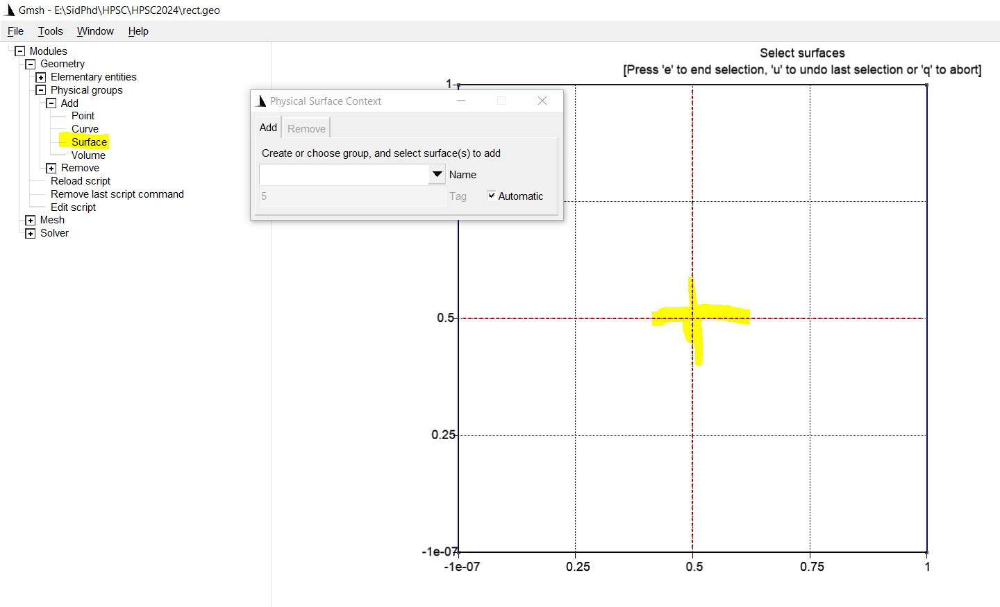 Gmsh - E:\SidPhd\HPSC\HPSC2024\rect.geo
File Tools Window Help
Modules
Geometry
Elementary entities
Physical groups
Add
Point
Curve
Surface
Volume
Remove
Reload script
Remove last script command
Edit script
Mesh
Solver
Physical Surface Context
Add Remove
Create or choose group, and select surface(s) to add
Name
5 Tag Automatic
Select surfaces
[Press 'e' to end selection, 'u' to undo last selection or 'q' to abort]
1
0.5
0.25
-1e-07
-1e-07 0.25 0.5 0.75 1